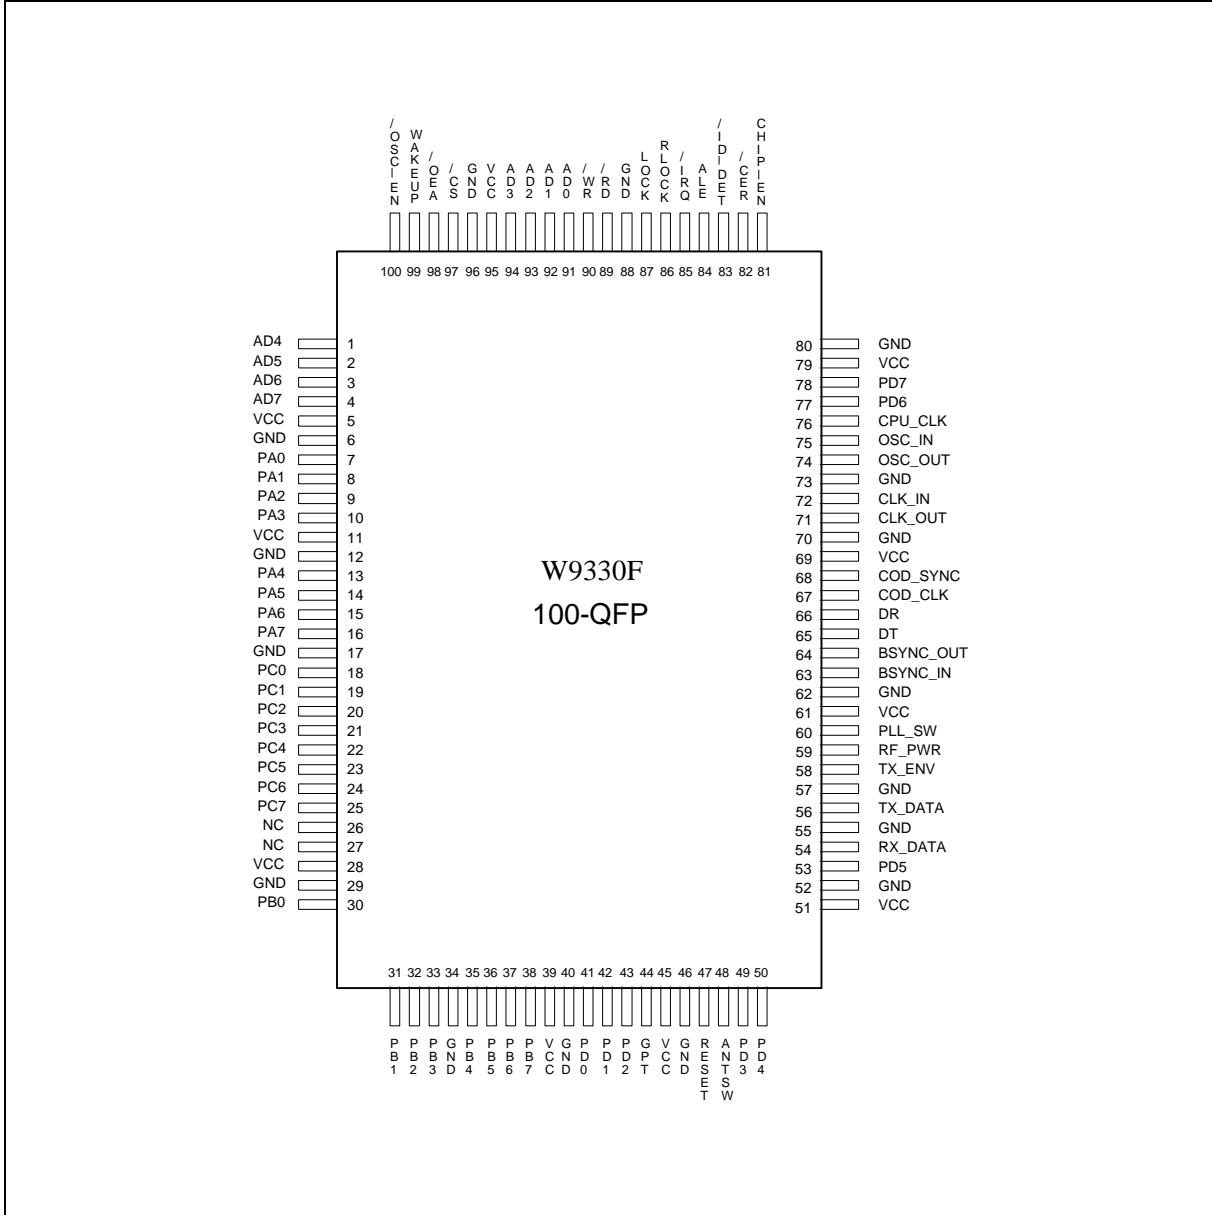 /OSCIEN WAKEUP /OEA /CS GND VCC AD3 AD2 AD1 AD0 /WR /RD GND LOCK RLOCK /IRQ ALE /IDIDET /CER CHIPIEN
100 99 98 97 96 95 94 93 92 91 90 89 88 87 86 85 84 83 82 81
AD4 1 80 GND
AD5 2 79 VCC
AD6 3 78 PD7
AD7 4 77 PD6
VCC 5 76 CPU_CLK
GND 6 75 OSC_IN
PA0 7 74 OSC_OUT
PA1 8 73 GND
PA2 9 72 CLK_IN
PA3 10 71 CLK_OUT
VCC 11 70 GND
GND 12 69 VCC
PA4 13 68 COD_SYNC
PA5 14 67 COD_CLK
PA6 15 66 DR
PA7 16 65 DT
GND 17 64 BSYNC_OUT
PC0 18 63 BSYNC_IN
PC1 19 62 GND
PC2 20 61 VCC
PC3 21 60 PLL_SW
PC4 22 59 RF_PWR
PC5 23 58 TX_ENV
PC6 24 57 GND
PC7 25 56 TX_DATA
NC 26 55 GND
NC 27 54 RX_DATA
VCC 28 53 PD5
GND 29 52 GND
PB0 30 51 VCC
W9330F
100-QFP
31 32 33 34 35 36 37 38 39 40 41 42 43 44 45 46 47 48 49 50
PB1 PB2 PB3 GND PB4 PB5 PB6 PB7 VCC GND PD0 PD1 PD2 GPT VCC GND RESET ANTSW PD3 PD4